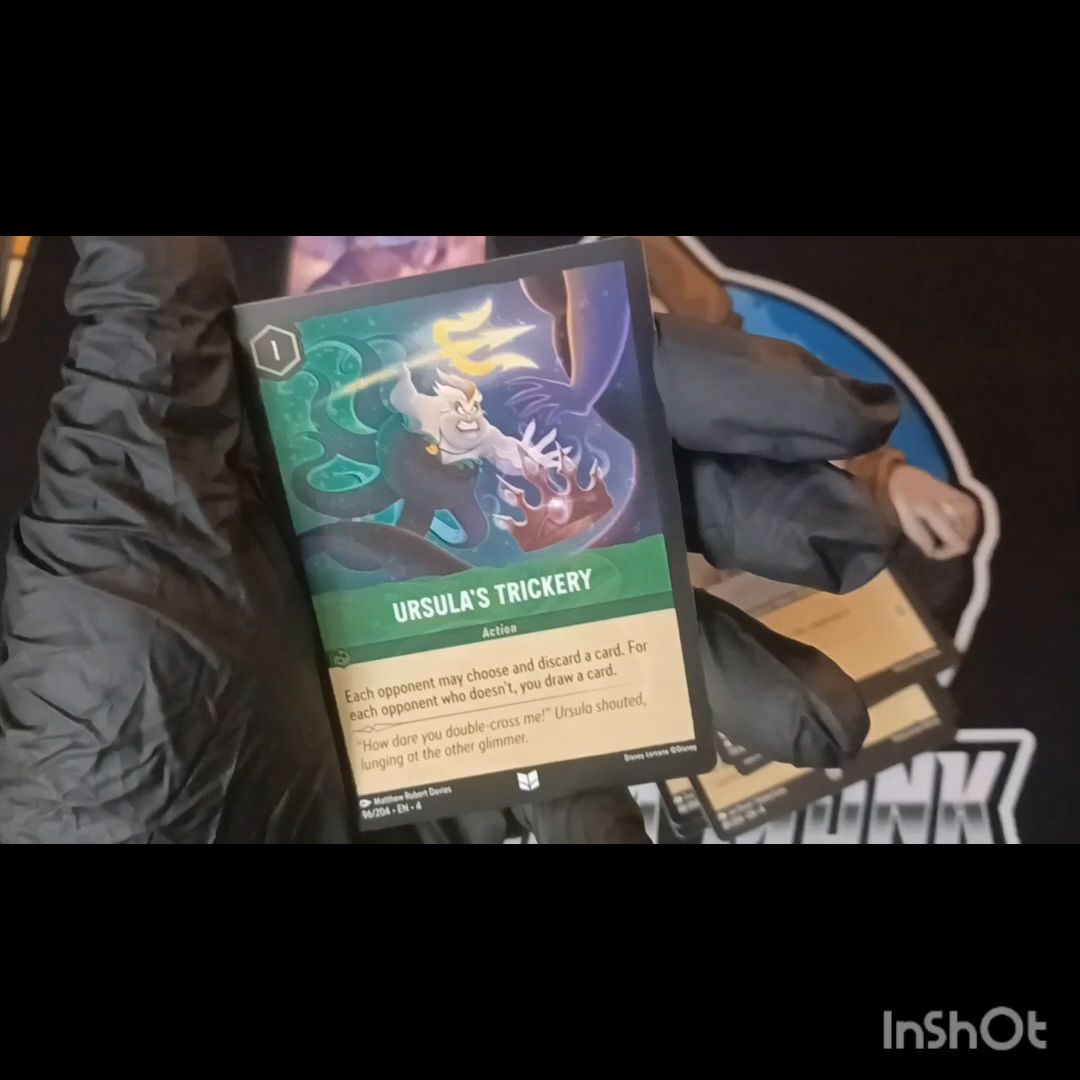 1
URSULA'S TRICKERY
Action
Each opponent may choose and discard a card. For
each opponent who doesn't, you draw a card.
"How dare you double-cross me!" Ursula shouted,
lunging at the other glimmer.
Disney Lorcana ©Disney
Matthew Robert Davies
96/204 • EN • 4
InShOt